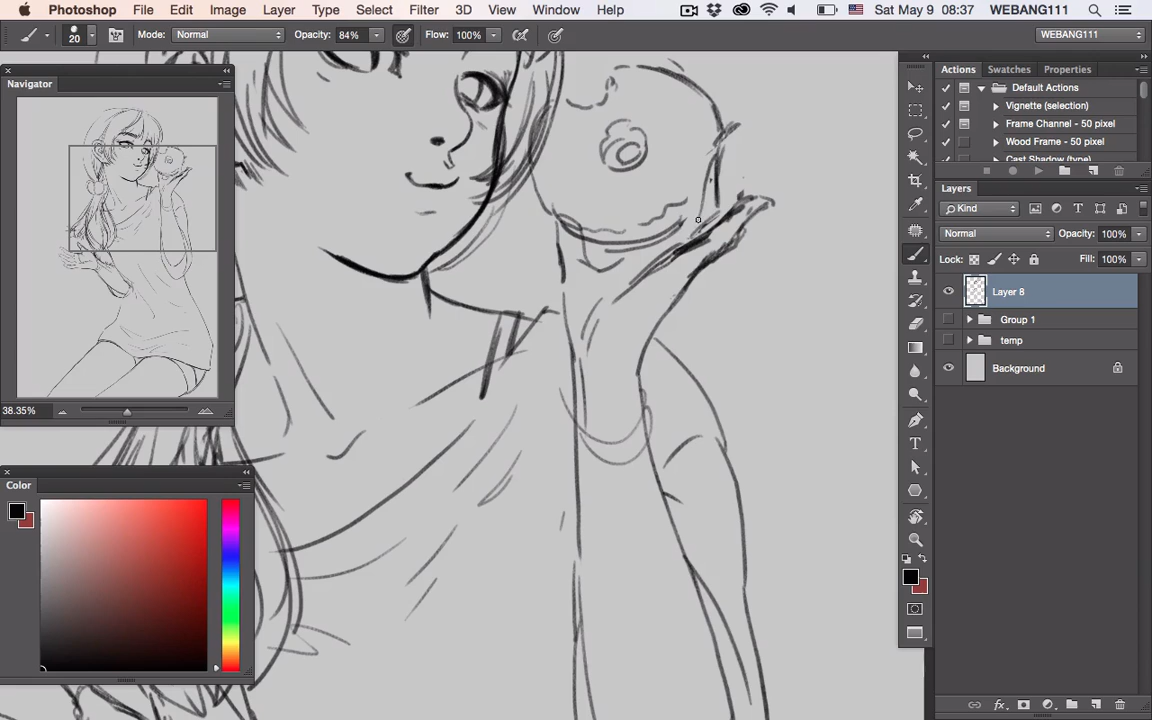 Photoshop File Edit Image Layer Type Select Filter 3D View Window Help Sat May 9 08:37 WEBANG111
20 Mode: Normal Opacity: 84% Flow: 100% WEBANG111
Navigator
38.35%
Color
Actions Swatches Properties
Default Actions
Vignette (selection)
Frame Channel - 50 pixel
Wood Frame - 50 pixel
Cast Shadow (type)
Layers
Kind
Normal Opacity: 100%
Lock: Fill: 100%
Layer 8
Group 1
temp
Background